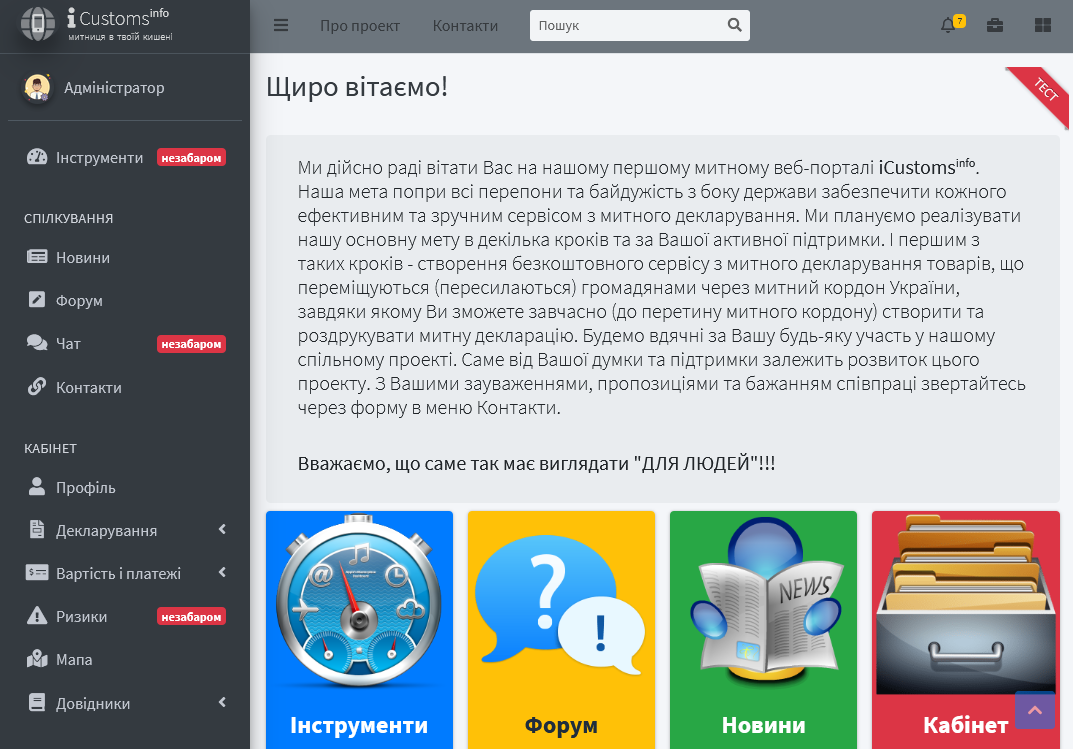 iCustomsinfo
митниця в твоїй кишені
Про проект
Контакти
Пошук
7
Адміністратор
Інструменти
незабаром
СПІЛКУВАННЯ
Новини
Форум
Чат
незабаром
Контакти
КАБІНЕТ
Профіль
Декларування
Вартість і платежі
Ризики
незабаром
Мапа
Довідники
Щиро вітаємо!
ТЕСТ
Ми дійсно раді вітати Вас на нашому першому митному веб-порталі iCustomsinfo.
Наша мета попри всі перепони та байдужість з боку держави забезпечити кожного
ефективним та зручним сервісом з митного декларування. Ми плануємо реалізувати
нашу основну мету в декілька кроків та за Вашої активної підтримки. І першим з
таких кроків - створення безкоштовного сервісу з митного декларування товарів, що
переміщуються (пересилаються) громадянами через митний кордон України,
завдяки якому Ви зможете завчасно (до перетину митного кордону) створити та
роздрукувати митну декларацію. Будемо вдячні за Вашу будь-яку участь у нашому
спільному проекті. Саме від Вашої думки та підтримки залежить розвиток цього
проекту. З Вашими зауваженнями, пропозиціями та бажанням співпраці звертайтесь
через форму в меню Контакти.
Вважаємо, що саме так має виглядати "ДЛЯ ЛЮДЕЙ"!!!
Інструменти
Форум
NEWS
Новини
Кабінет